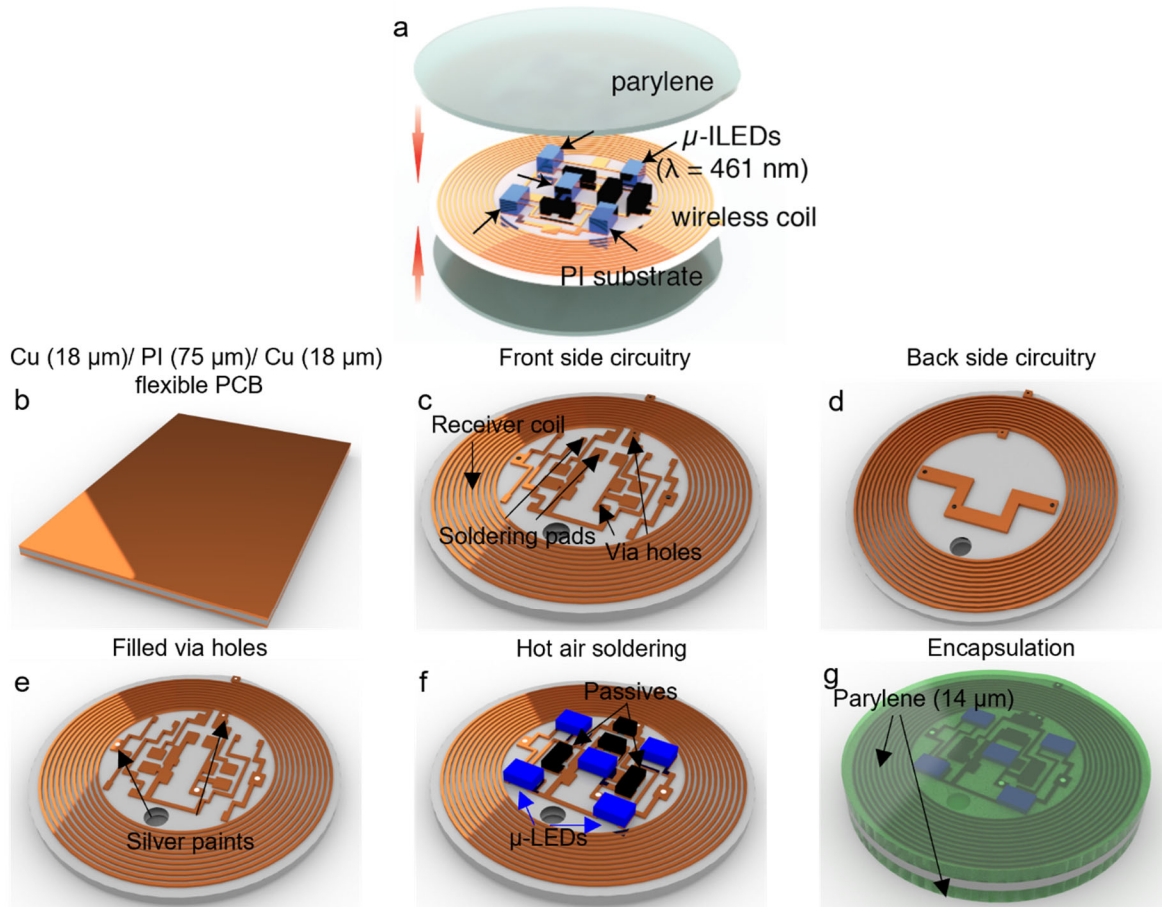 a
parylene
μ-ILEDs
(λ = 461 nm)
wireless coil
PI substrate
Cu (18 μm)/ PI (75 μm)/ Cu (18 μm)
flexible PCB
Front side circuitry
Back side circuitry
b
c
Receiver coil
Soldering pads
Via holes
d
Filled via holes
Hot air soldering
Encapsulation
e
Silver paints
f
Passives
μ-LEDs
g
Parylene (14 μm)